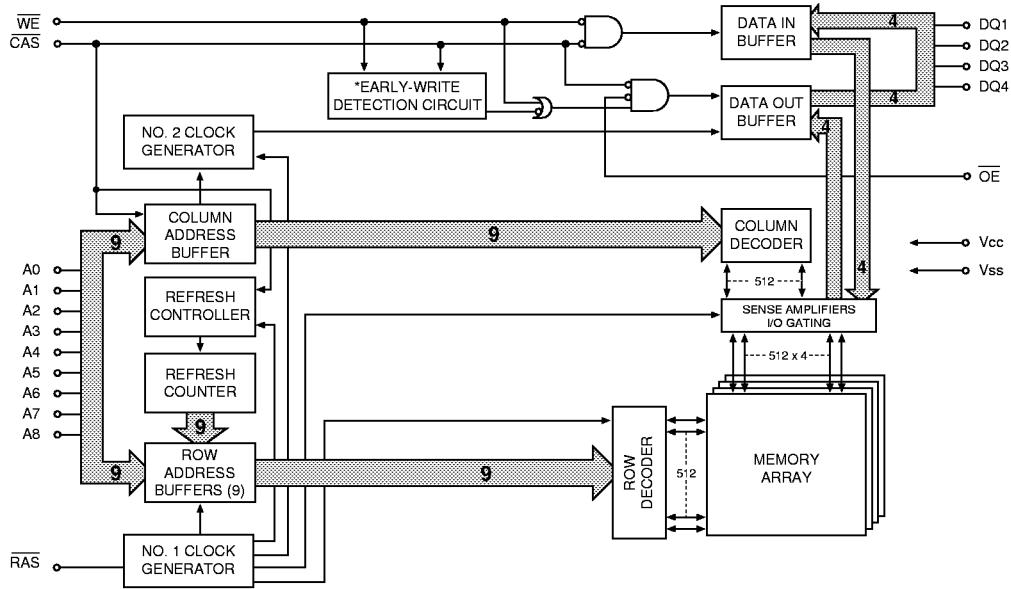 WE
CAS
DATA IN
BUFFER
4
DQ1
DQ2
DQ3
DQ4
*EARLY-WRITE
DETECTION CIRCUIT
DATA OUT
BUFFER
4
4
NO. 2 CLOCK
GENERATOR
OE
COLUMN
ADDRESS
BUFFER
9
9
COLUMN
DECODER
Vcc
Vss
4
A0
A1
A2
A3
A4
A5
A6
A7
A8
REFRESH
CONTROLLER
512
SENSE AMPLIFIERS
I/O GATING
REFRESH
COUNTER
512 x 4
9
ROW
ADDRESS
BUFFERS (9)
9
9
ROW
DECODER
512
MEMORY
ARRAY
RAS
NO. 1 CLOCK
GENERATOR